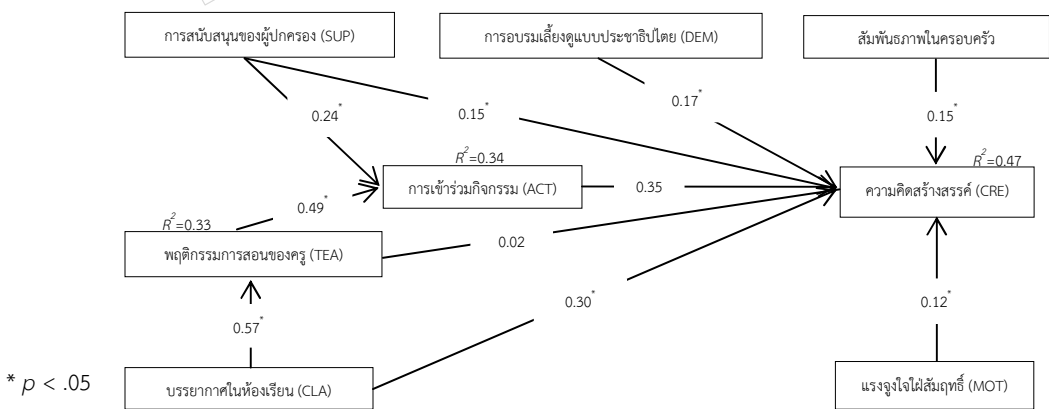 การสนับสนุนของผู้ปกครอง (SUP)
การอบรมเลี้ยงดูแบบประชาธิปไตย (DEM)
สัมพันธภาพในครอบครัว
0.24*
0.15*
0.17*
0.15*
R²=0.34
R²=0.47
การเข้าร่วมกิจกรรม (ACT)
0.35
ความคิดสร้างสรรค์ (CRE)
0.49*
R²=0.33
พฤติกรรมการสอนของครู (TEA)
0.02
0.57*
0.30*
0.12*
* p < .05
บรรยากาศในห้องเรียน (CLA)
แรงจูงใจใฝ่สัมฤทธิ์ (MOT)